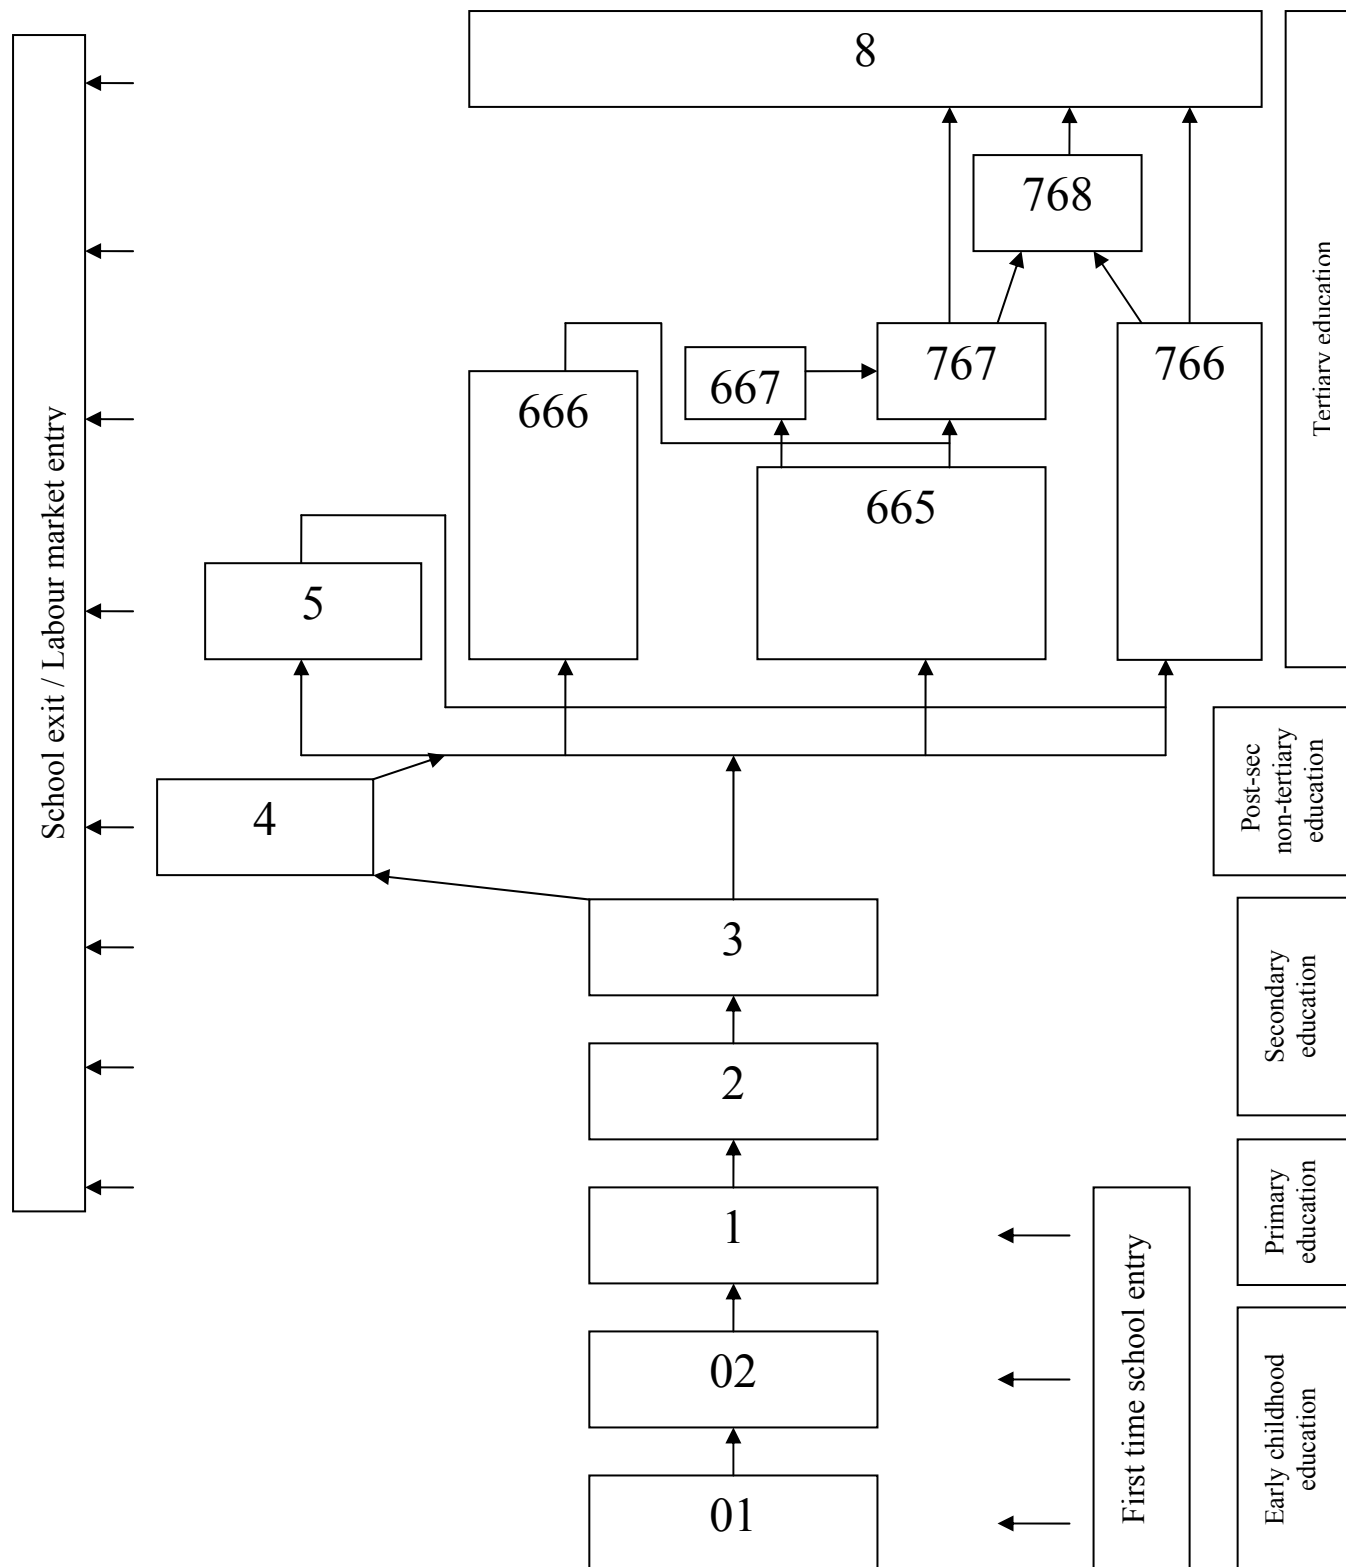 8
768
Tertiary education
767
766
667
666
665
School exit / Labour market entry
5
Post-sec
non-tertiary
education
4
3
Secondary
education
2
1
Primary
education
First time school entry
02
Early childhood
education
01